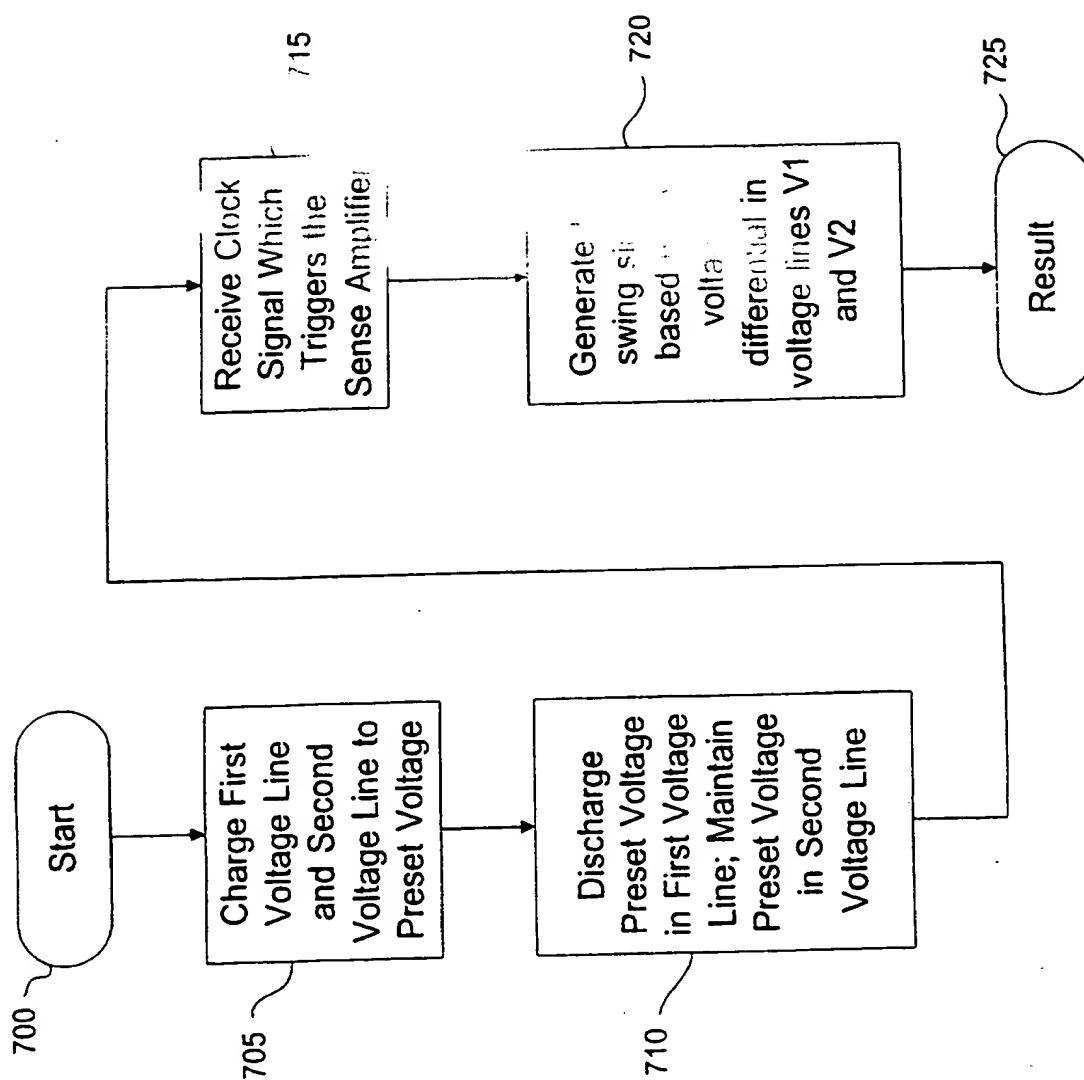 700
Start
705
Charge First
Voltage Line
and Second
Voltage Line to
Preset Voltage
710
Discharge
Preset Voltage
in First Voltage
Line; Maintain
Preset Voltage
in Second
Voltage Line
715
Receive Clock
Signal Which
Triggers the
Sense Amplifier
720
Generate
swing
based
differential in
voltage lines V1
and V2
725
Result